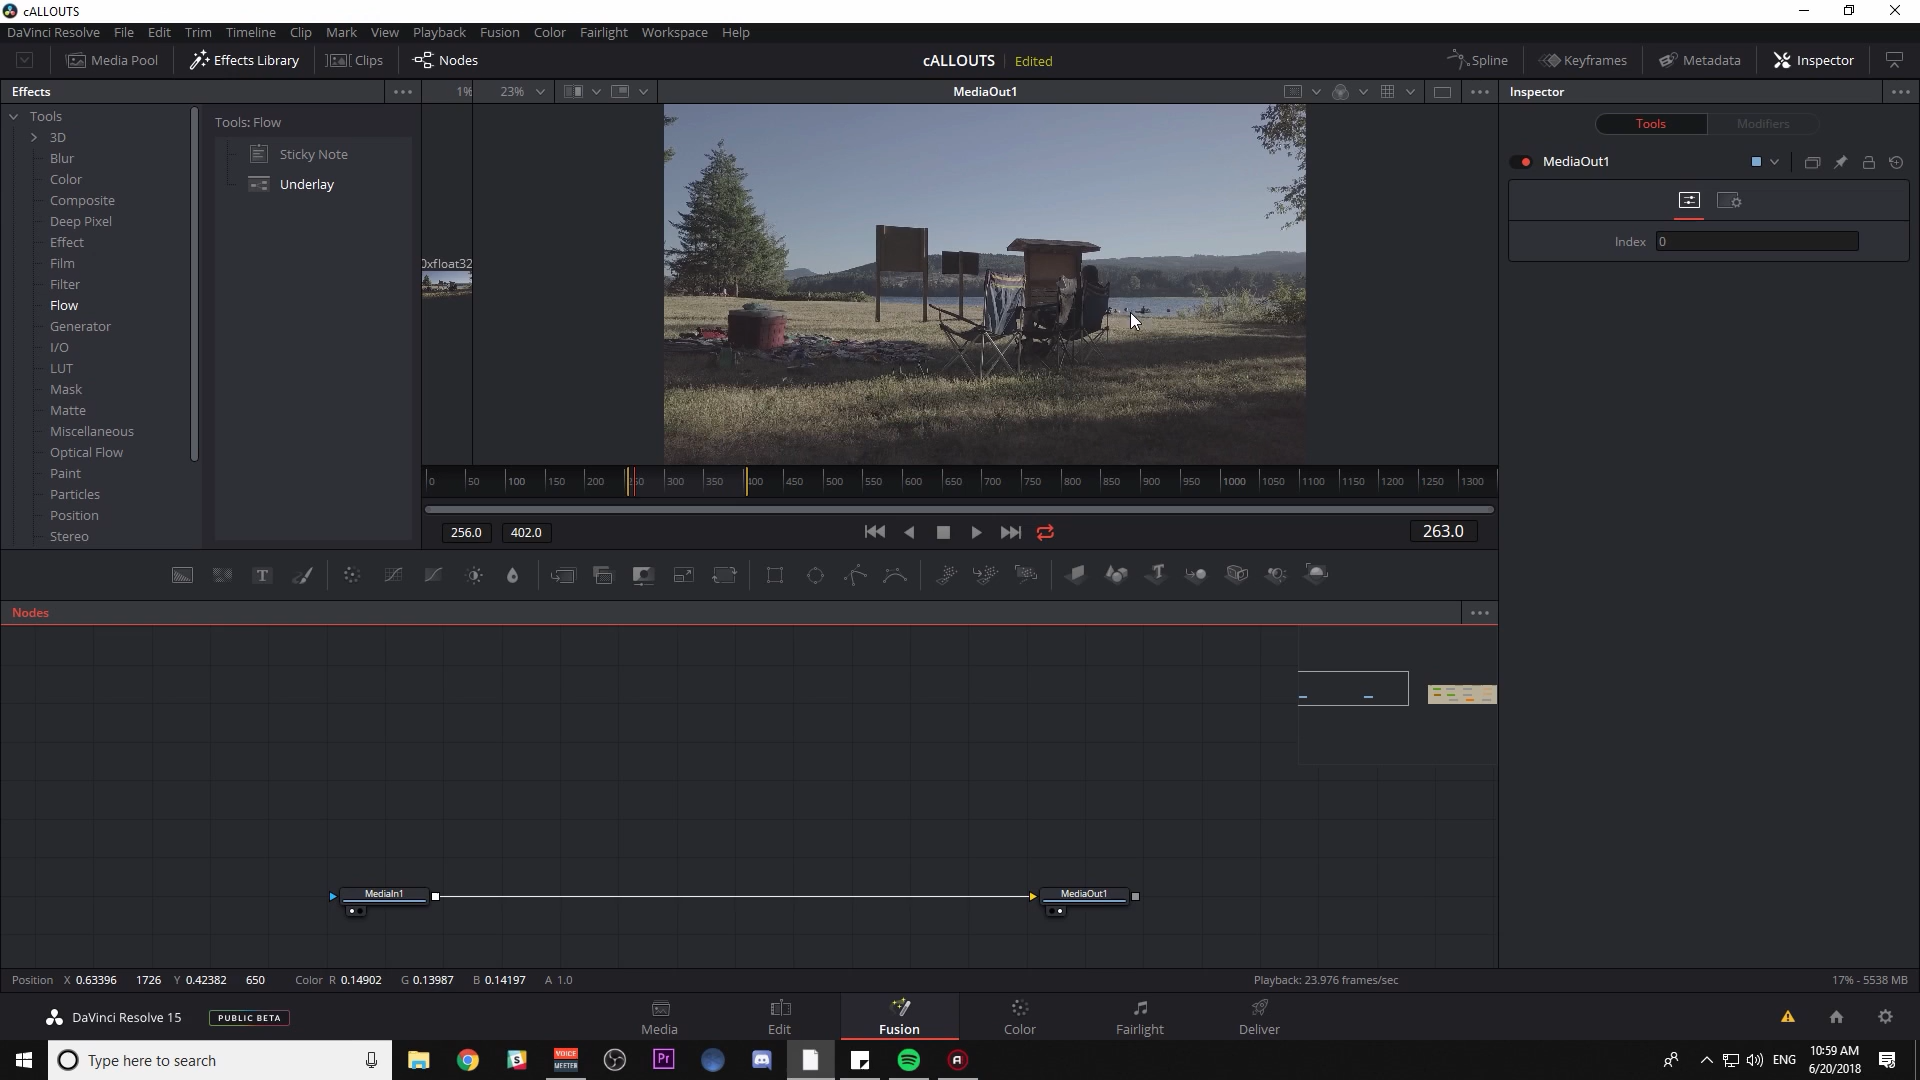 cALLOUTS
DaVinci Resolve File Edit Trim Timeline Clip Mark View Playback Fusion Color Fairlight Workspace Help
Media Pool Effects Library Clips Nodes cALLOUTS Edited Spline Keyframes Metadata Inspector
Effects 1% 23% MediaOut1 Inspector
Tools
3D
Blur
Color
Composite
Deep Pixel
Effect
Film
Filter
Flow
Generator
I/O
LUT
Mask
Matte
Miscellaneous
Optical Flow
Paint
Particles
Position
Stereo
Tools: Flow
Sticky Note
Underlay
0xfloat32
Tools Modifiers
MediaOut1
Index 0
0 50 100 150 200 300 350 400 450 500 550 600 650 700 750 800 850 900 950 1000 1050 1100 1150 1200 1250 1300
256.0 402.0 263.0
T
Nodes
MediaIn1 MediaOut1
Position X 0.63396 1726 Y 0.42382 650 Color R 0.14902 G 0.13987 B 0.14197 A 1.0 Playback: 23.976 frames/sec 17% - 5538 MB
DaVinci Resolve 15 PUBLIC BETA Media Edit Fusion Color Fairlight Deliver
Type here to search VOICE MEETER Pr ENG
10:59 AM
6/20/2018